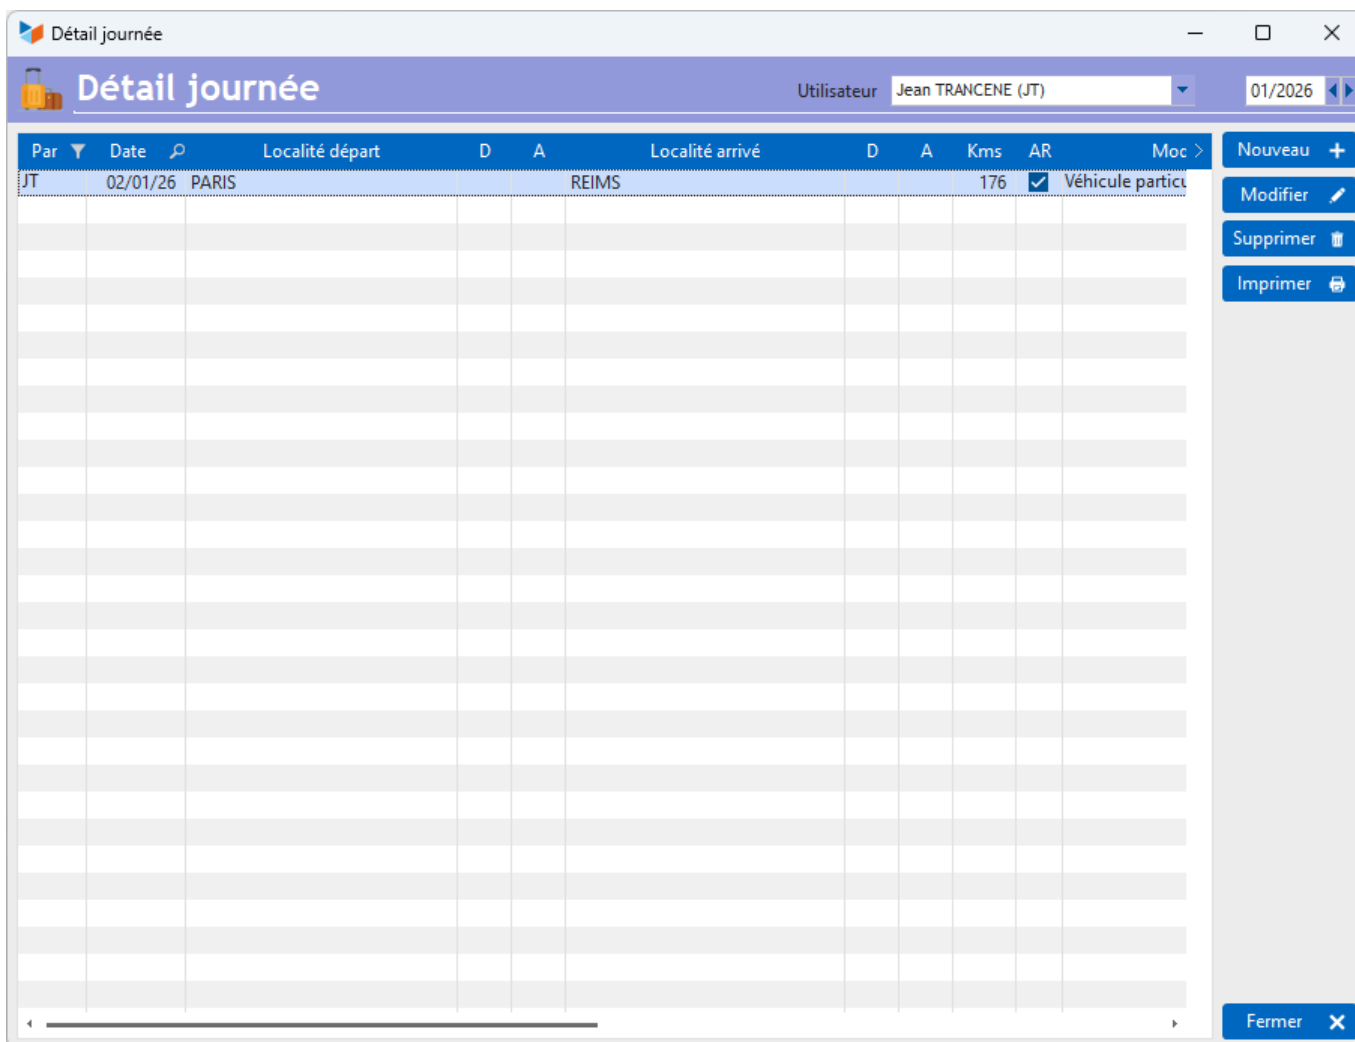 Détail journée
Détail journée
Utilisateur Jean TRANCENE (JT) 01/2026
Par Date Localité départ D A Localité arrivé D A Kms AR Moc
JT 02/01/26 PARIS REIMS 176 Véhicule particu
Nouveau
Modifier
Supprimer
Imprimer
Fermer